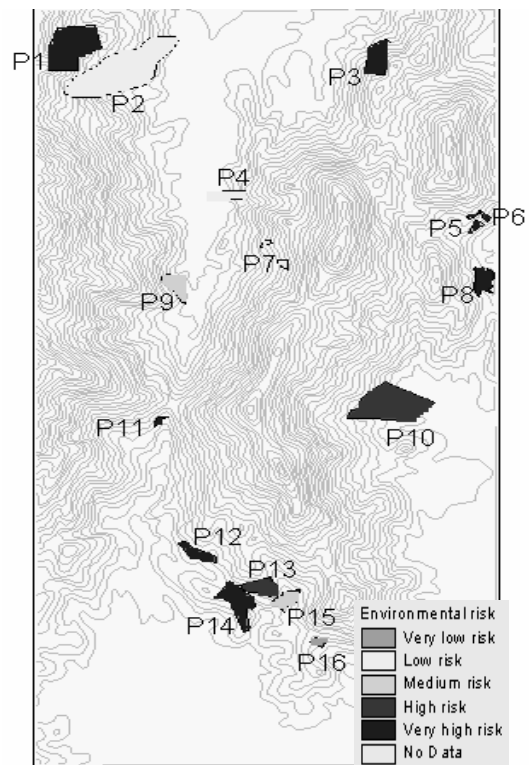 P1
P2
P3
P4
P5 P6
P7
P8
P9
P10
P11
P12
P13
P14
P15
P16
Environmental risk
Very low risk
Low risk
Medium risk
High risk
Very high risk
No Data